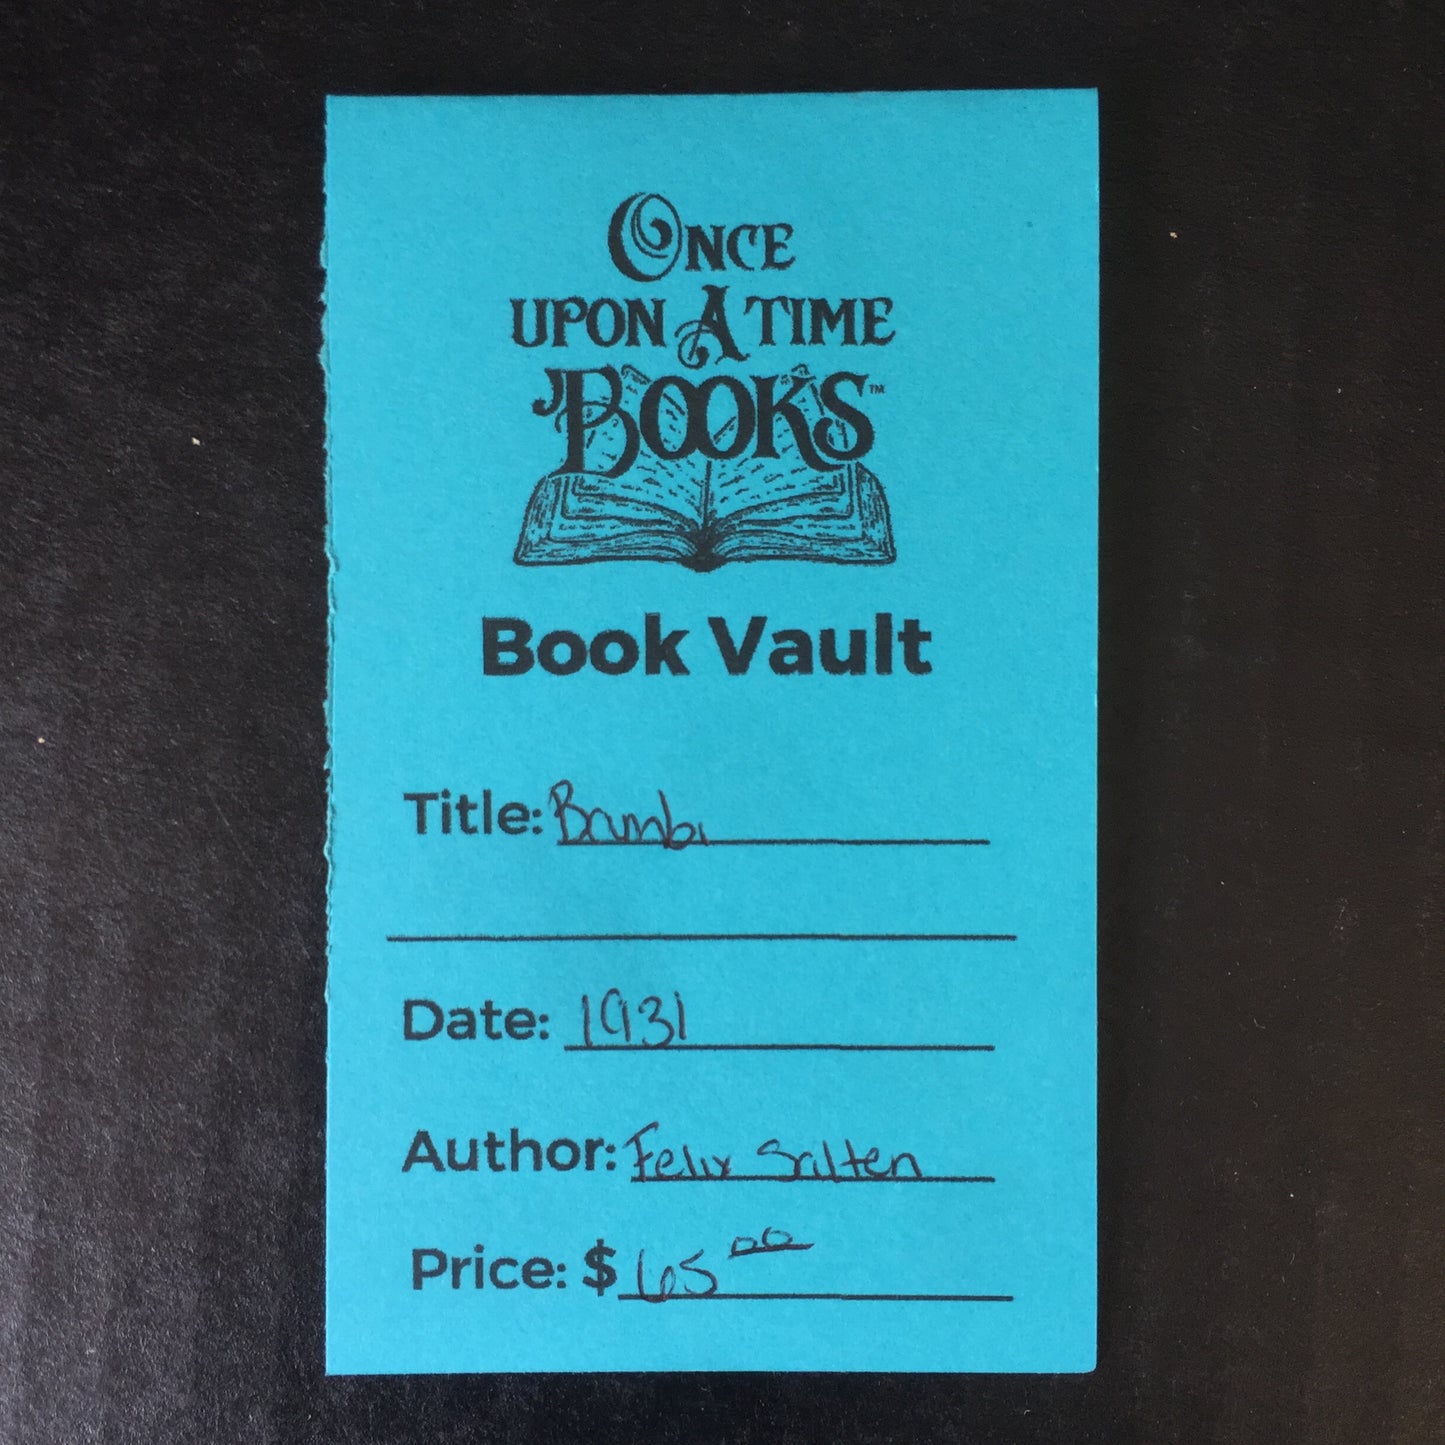 ONCE
UPON A TIME
BOOKS™
Book Vault
Title: Bambi
Date: 1931
Author: Felix Salten
Price: $65.00